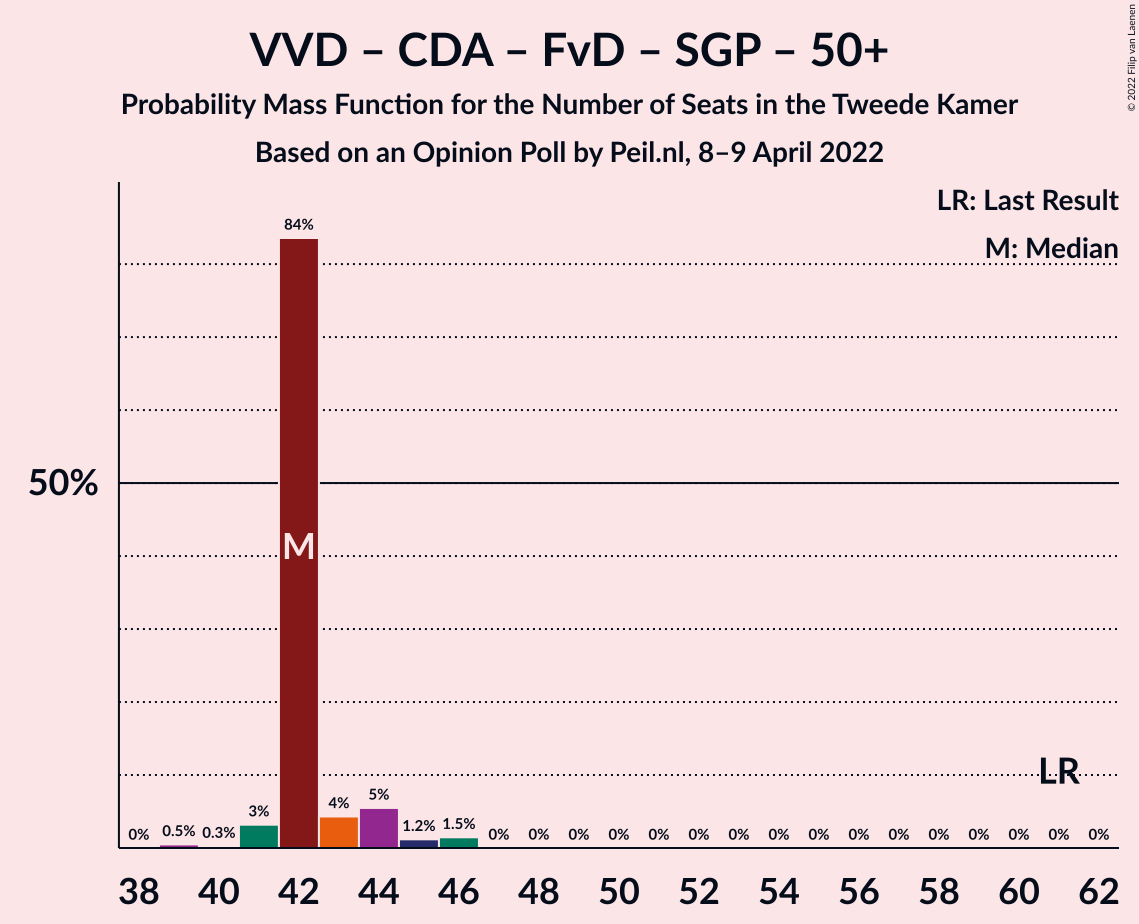 VVD – CDA – FvD – SGP – 50+
Probability Mass Function for the Number of Seats in the Tweede Kamer
Based on an Opinion Poll by Peil.nl, 8–9 April 2022
© 2022 Filip van Laenen
LR: Last Result
M: Median
84%
50%
M
LR
0% 0.5% 0.3% 3% 4% 5% 1.2% 1.5% 0% 0% 0% 0% 0% 0% 0% 0% 0% 0% 0% 0% 0% 0% 0% 0%
38 40 42 44 46 48 50 52 54 56 58 60 62